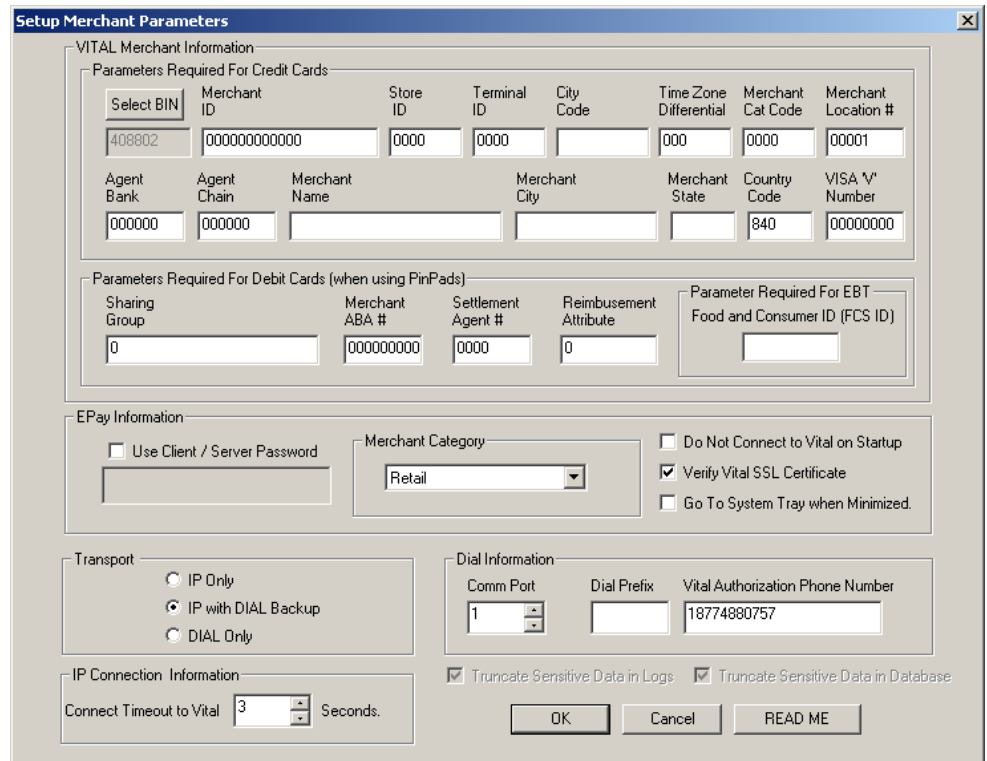 Setup Merchant Parameters
VITAL Merchant Information
Parameters Required For Credit Cards
Select BIN
Merchant ID
Store ID
Terminal ID
City Code
Time Zone Differential
Merchant Cat Code
Merchant Location #
408802
000000000000
0000
0000
000
0000
00001
Agent Bank
Agent Chain
Merchant Name
Merchant City
Merchant State
Country Code
VISA 'V' Number
000000
000000
840
00000000
Parameters Required For Debit Cards (when using PinPads)
Sharing Group
Merchant ABA #
Settlement Agent #
Reimbusement Attribute
0
000000000
0000
0
Parameter Required For EBT
Food and Consumer ID (FCS ID)
EPay Information
Use Client / Server Password
Merchant Category
Retail
Do Not Connect to Vital on Startup
Verify Vital SSL Certificate
Go To System Tray when Minimized.
Transport
IP Only
IP with DIAL Backup
DIAL Only
Dial Information
Comm Port
Dial Prefix
Vital Authorization Phone Number
1
18774880757
IP Connection Information
Connect Timeout to Vital 3 Seconds.
Truncate Sensitive Data in Logs
Truncate Sensitive Data in Database
OK
Cancel
READ ME